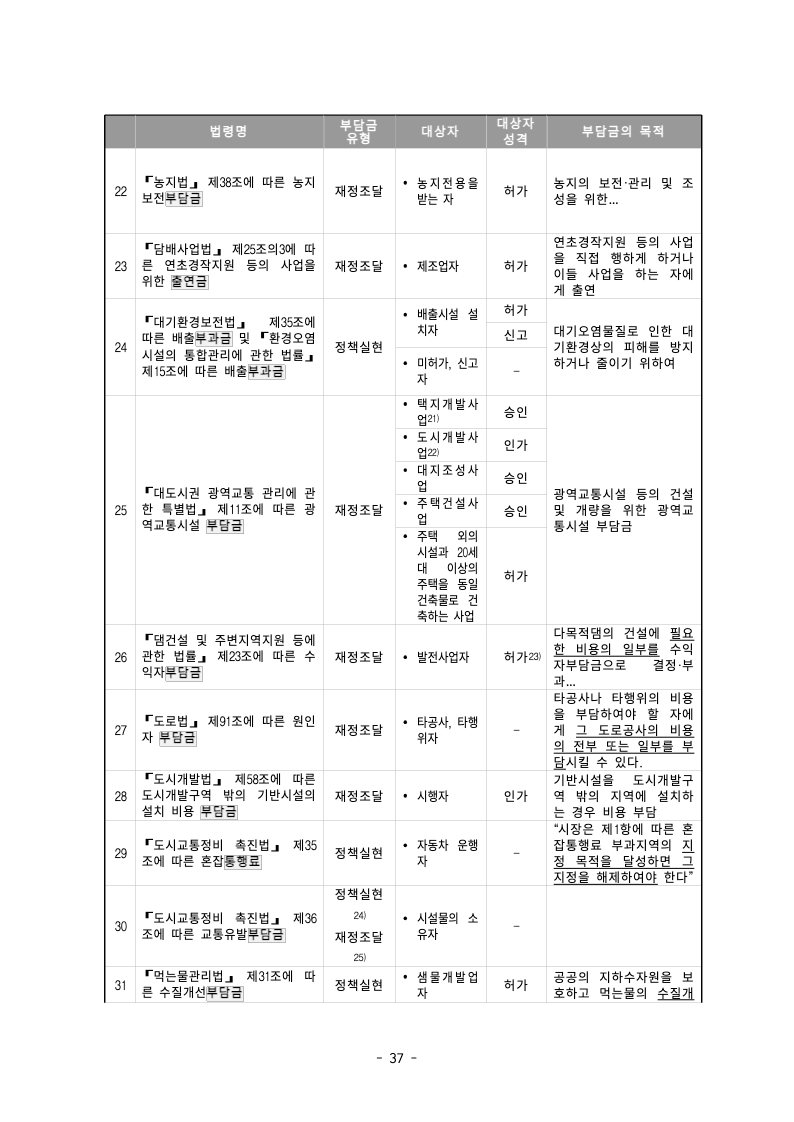 법령명
부담금
유형
대상자
대상자
성격
부담금의 목적
22
『농지법』 제38조에 따른 농지
보전부담금
재정조달
• 농지전용을
받는 자
허가
농지의 보전·관리 및 조
성을 위한...
23
『담배사업법』 제25조의3에 따
른 연초경작지원 등의 사업을
위한 출연금
재정조달
• 제조업자
허가
연초경작지원 등의 사업
을 직접 행하게 하거나
이들 사업을 하는 자에
게 출연
24
『대기환경보전법』 제35조에
따른 배출부과금 및 『환경오염
시설의 통합관리에 관한 법률』
제15조에 따른 배출부과금
정책실현
• 배출시설 설
치자
허가
신고
• 미허가, 신고
자
–
대기오염물질로 인한 대
기환경상의 피해를 방지
하거나 줄이기 위하여
25
『대도시권 광역교통 관리에 관
한 특별법』 제11조에 따른 광
역교통시설 부담금
재정조달
• 택지개발사
업21)
승인
• 도시개발사
업22)
인가
• 대지조성사
업
승인
• 주택건설사
업
승인
• 주택 외의
시설과 20세
대 이상의
주택을 동일
건축물로 건
축하는 사업
허가
광역교통시설 등의 건설
및 개량을 위한 광역교
통시설 부담금
26
『댐건설 및 주변지역지원 등에
관한 법률』 제23조에 따른 수
익자부담금
재정조달
• 발전사업자
허가23)
다목적댐의 건설에 필요
한 비용의 일부를 수익
자부담금으로 결정·부
과...
27
『도로법』 제91조에 따른 원인
자 부담금
재정조달
• 타공사, 타행
위자
–
타공사나 타행위의 비용
을 부담하여야 할 자에
게 그 도로공사의 비용
의 전부 또는 일부를 부
담시킬 수 있다.
28
『도시개발법』 제58조에 따른
도시개발구역 밖의 기반시설의
설치 비용 부담금
재정조달
• 시행자
인가
기반시설을 도시개발구
역 밖의 지역에 설치하
는 경우 비용 부담
29
『도시교통정비 촉진법』 제35
조에 따른 혼잡통행료
정책실현
• 자동차 운행
자
–
“시장은 제1항에 따른 혼
잡통행료 부과지역의 지
정 목적을 달성하면 그
지정을 해제하여야 한다”
30
『도시교통정비 촉진법』 제36
조에 따른 교통유발부담금
정책실현
24)
재정조달
25)
• 시설물의 소
유자
–
31
『먹는물관리법』 제31조에 따
른 수질개선부담금
정책실현
• 샘물개발업
자
허가
공공의 지하수자원을 보
호하고 먹는물의 수질개
- 37 -